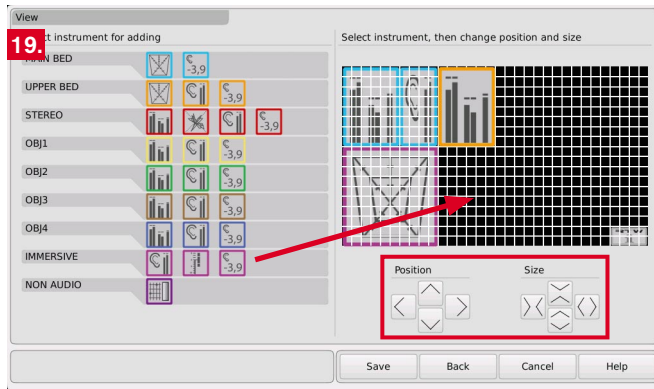 View
19.
t instrument for adding
Select instrument, then change position and size
MAIN BED
-3,9
UPPER BED
-3,9
STEREO
-3,9
OBJ1
-3,9
OBJ2
-3,9
OBJ3
-3,9
OBJ4
-3,9
IMMERSIVE
-3,9
NON AUDIO
Position
Size
Save
Back
Cancel
Help